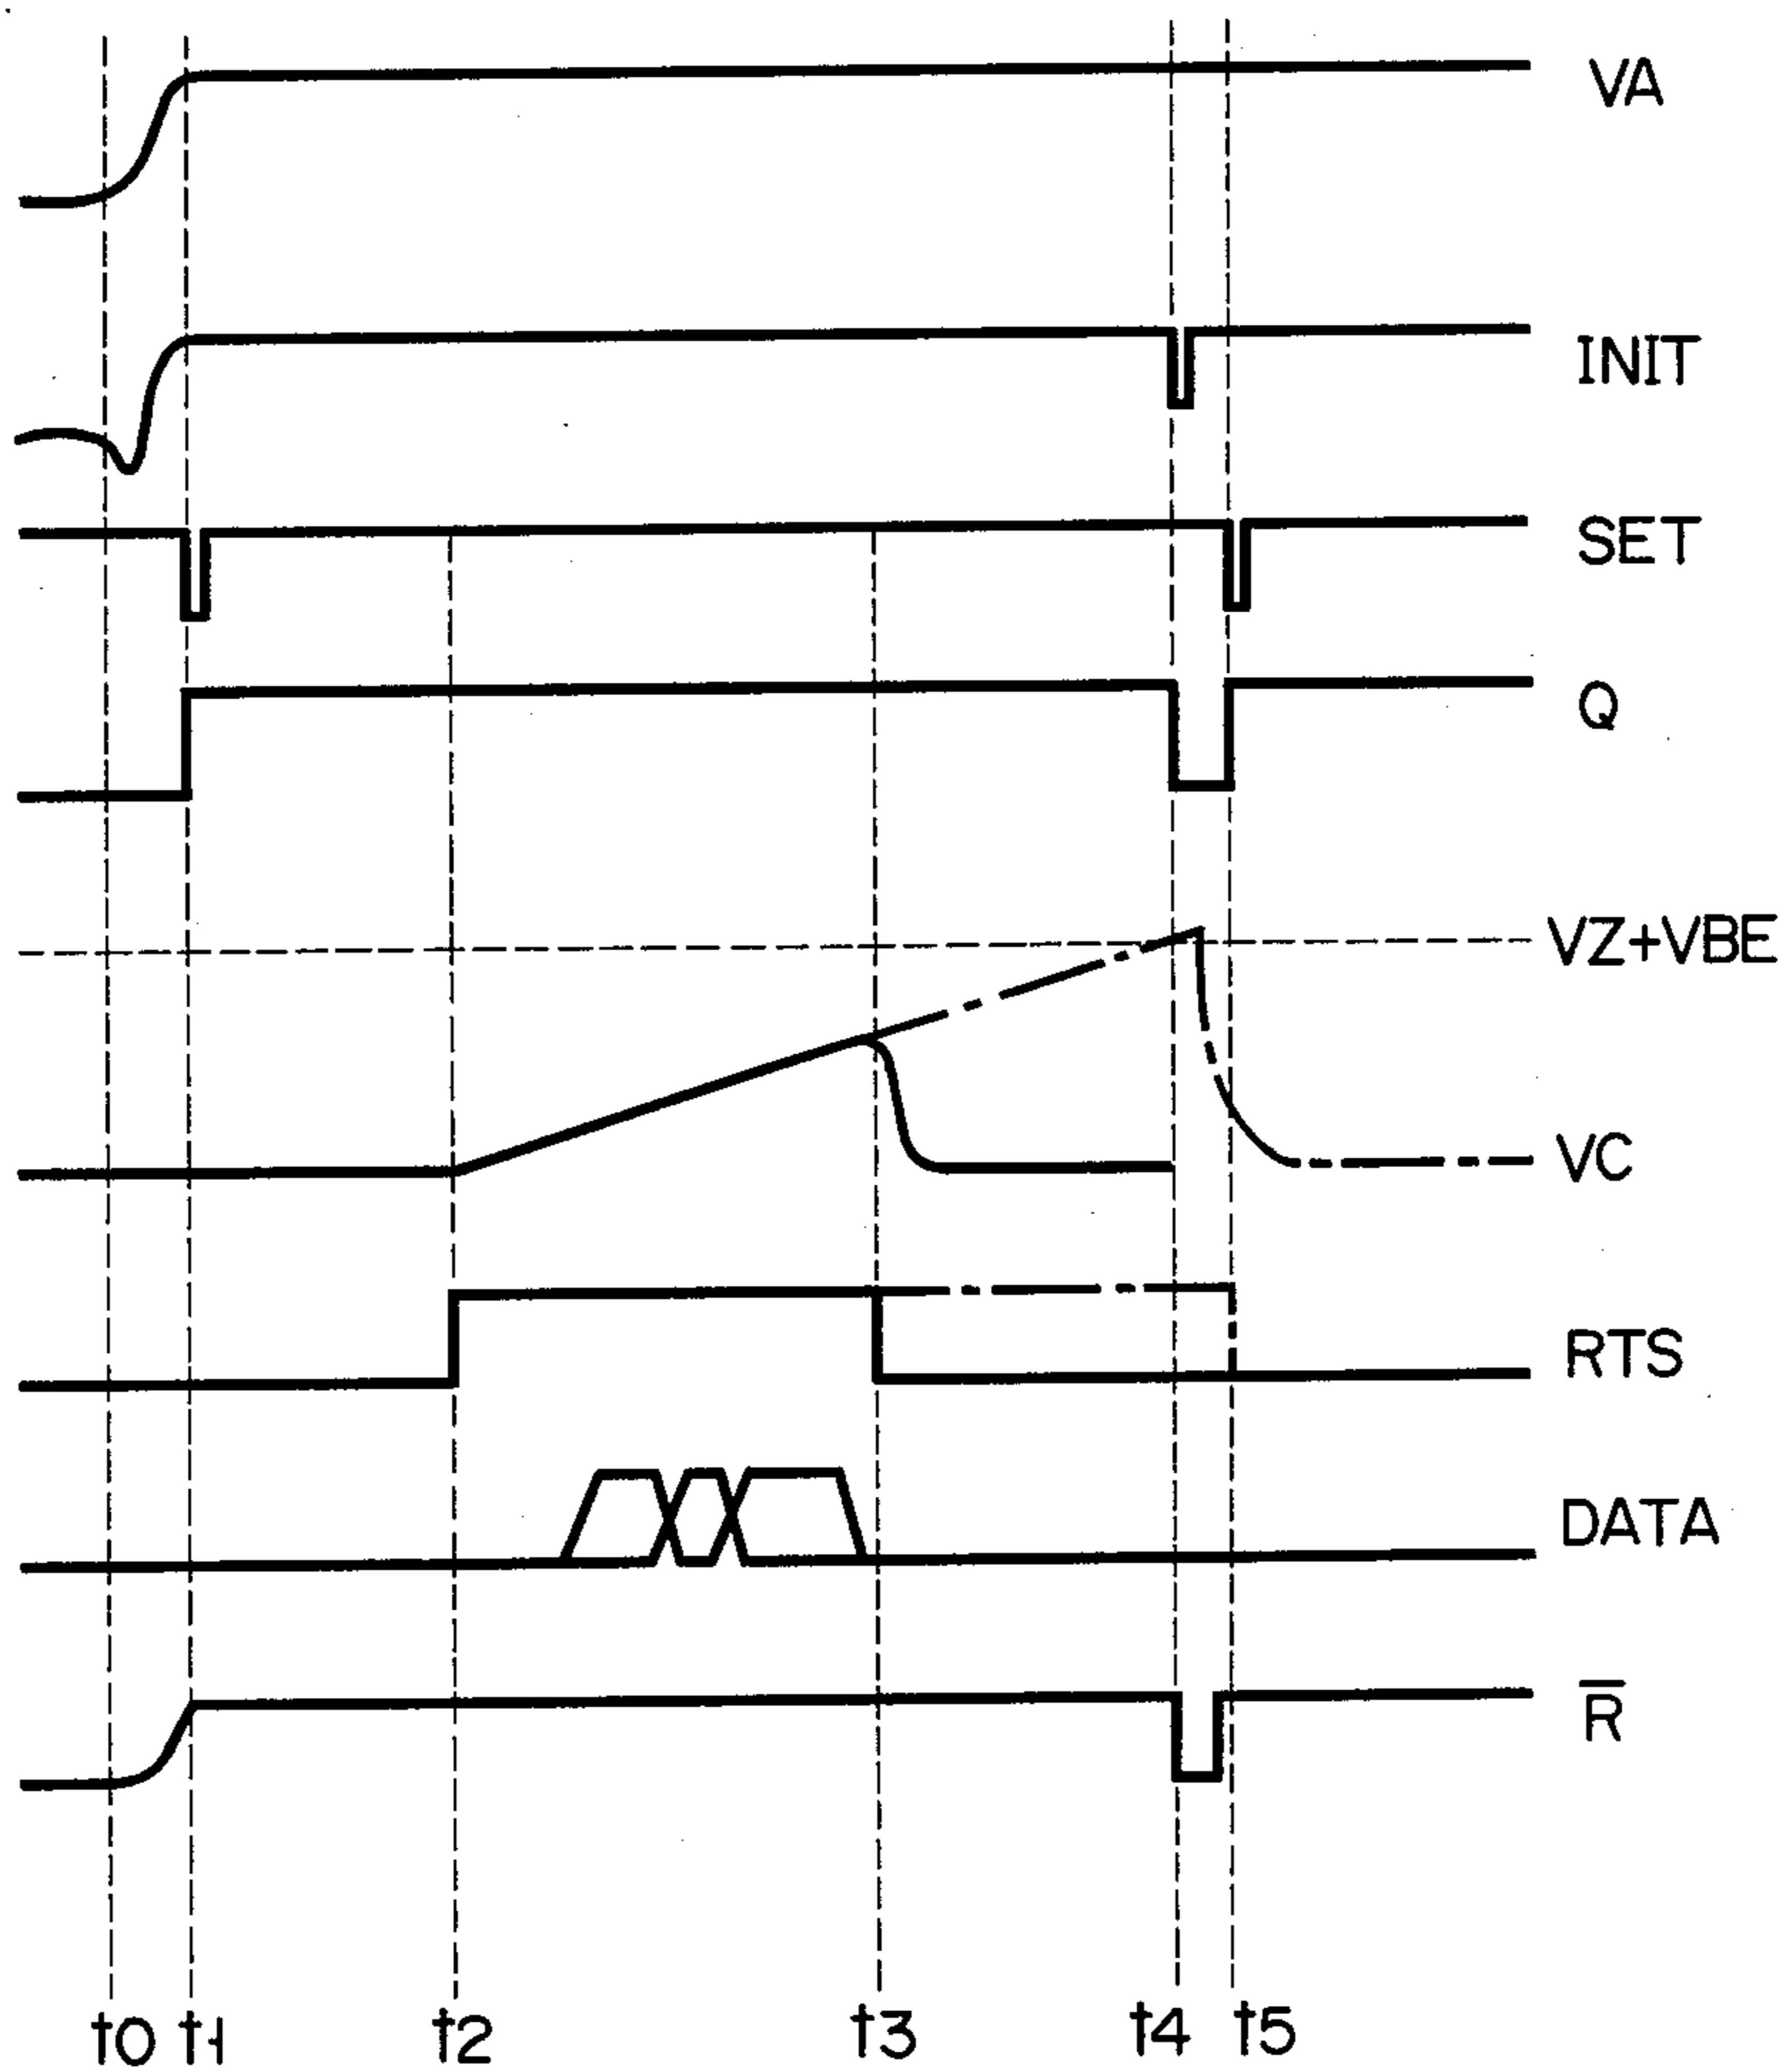 VA
INIT
SET
Q
VZ+VBE
VC
RTS
DATA
R̅
t0 t1 t2 t3 t4 t5